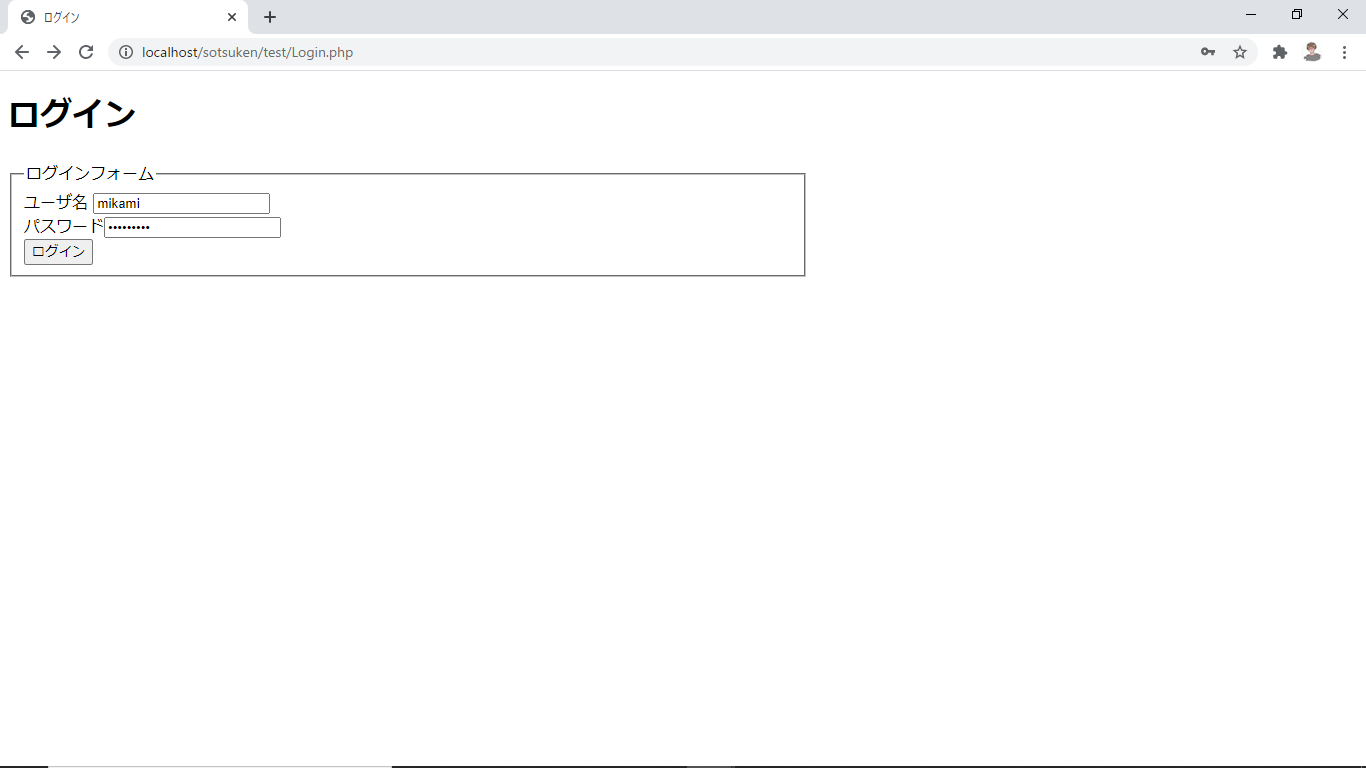 ログイン
localhost/sotsuken/test/Login.php
ログイン
ログインフォーム
ユーザ名 mikami
パスワード •••••••••
ログイン